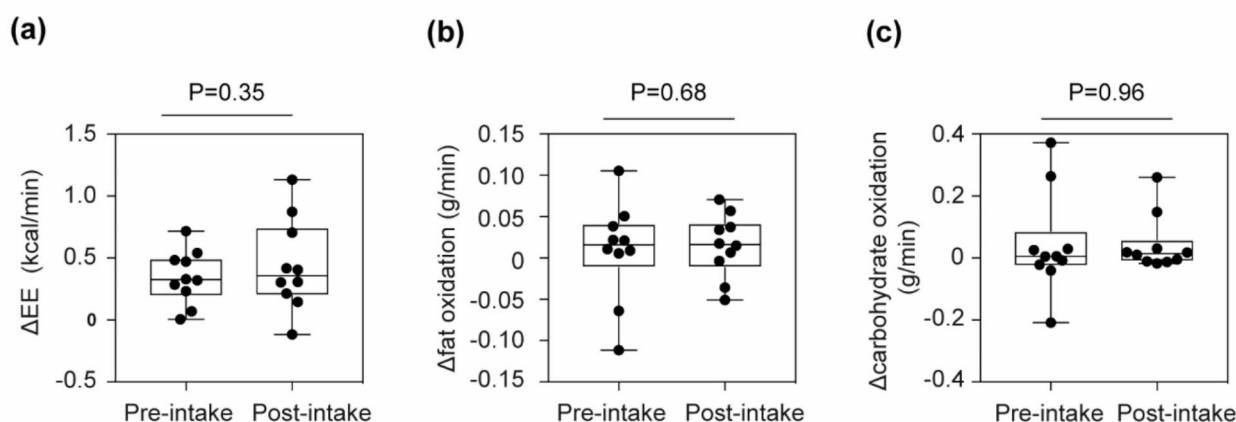 (a)
P=0.35
ΔEE (kcal/min)
1.5
1.0
0.5
0
-0.5
Pre-intake Post-intake
(b)
P=0.68
Δfat oxidation (g/min)
0.15
0.10
0.05
0
-0.05
-0.10
-0.15
Pre-intake Post-intake
(c)
P=0.96
Δcarbohydrate oxidation
(g/min)
0.4
0.2
0
-0.2
-0.4
Pre-intake Post-intake